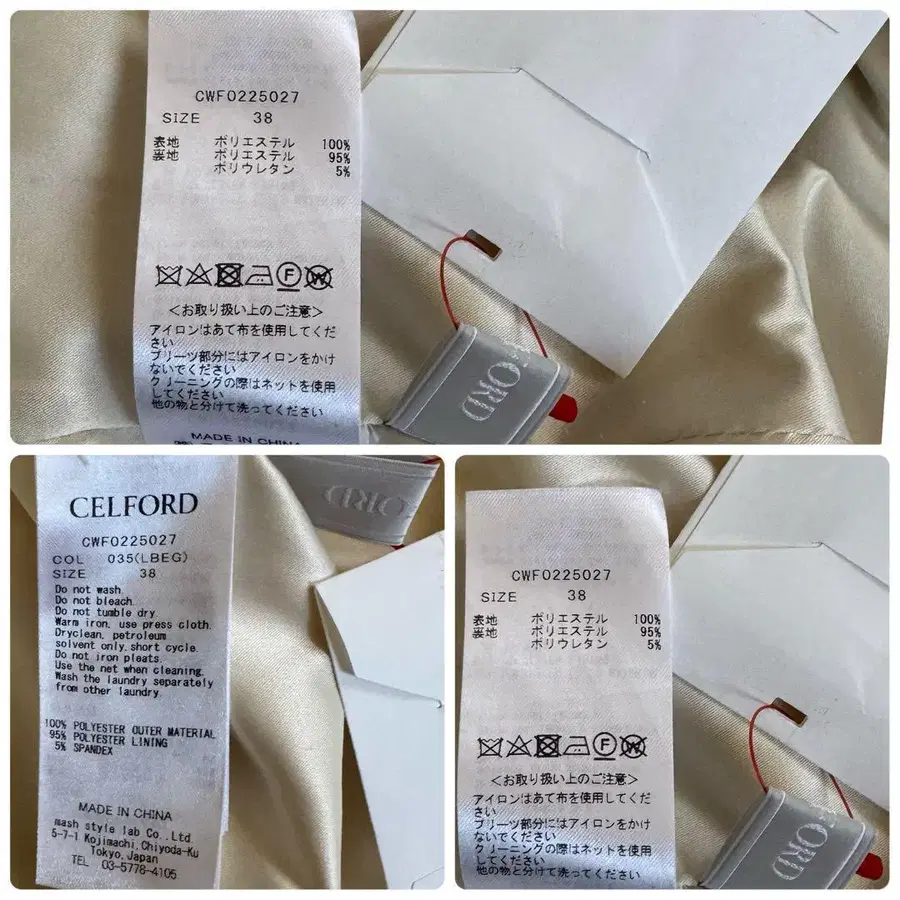 CWF0225027
SIZE 38
表地 ポリエステル 100%
裏地 ポリエステル 95%
ポリウレタン 5%
F W
<お取り扱い上のご注意>
アイロンはあて布を使用してくださ
い
プリーツ部分にはアイロンをかけ
ないでください
クリーニングの際はネットを使用
してください
他の物と分けて洗ってください
MADE IN CHINA
ORD
CELFORD
CWF0225027
COL 035(LBEG)
SIZE 38
Do not wash.
Do not bleach.
Do not tumble dry.
Warm iron, use press cloth.
Dryclean, petroleum
solvent only,short cycle.
Do not iron pleats.
Use the net when cleaning.
Wash the laundry separately
from other laundry.
100% POLYESTER OUTER MATERIAL
95% POLYESTER LINING
5% SPANDEX
MADE IN CHINA
mash style lab Co.,Ltd
5-7-1 Kojimachi,Chiyoda-Ku
Tokyo,Japan
TEL 03-5778-4105
ORD
CWF0225027
SIZE 38
表地 ポリエステル 100%
裏地 ポリエステル 95%
ポリウレタン 5%
F W
<お取り扱い上のご注意>
アイロンはあて布を使用してくださ
い
プリーツ部分にはアイロンをかけ
ないでください
クリーニングの際はネットを使用
してください
他の物と分けて洗ってください
ORD